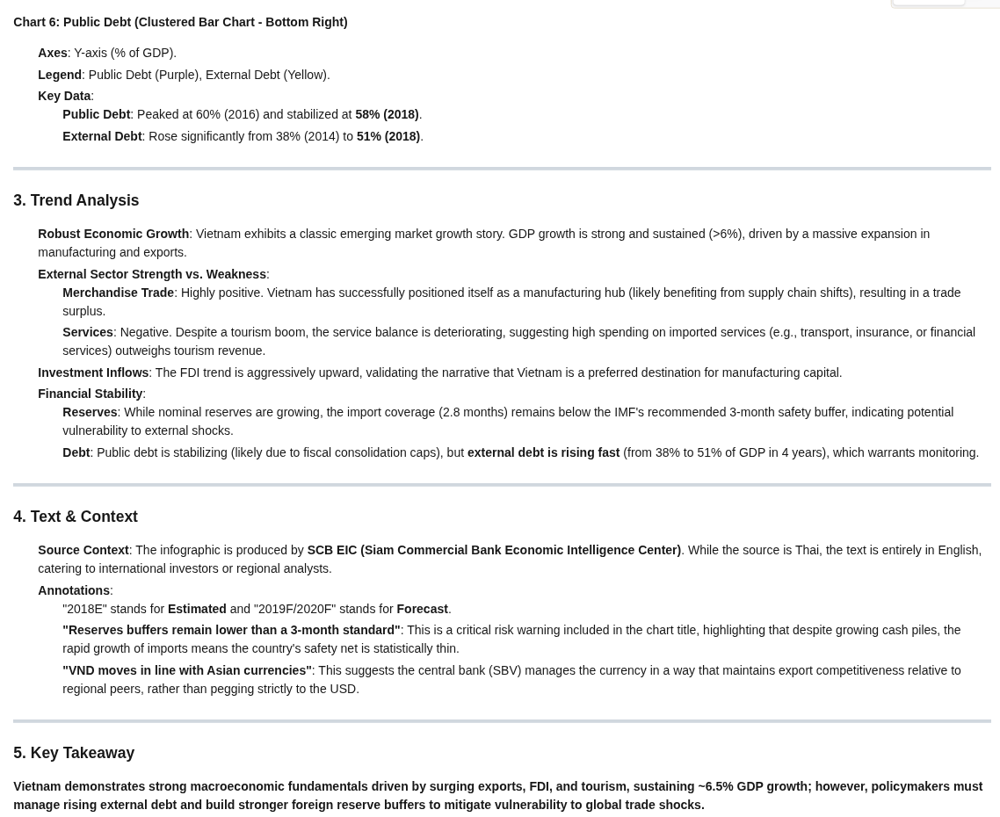 Chart 6: Public Debt (Clustered Bar Chart - Bottom Right)
Axes: Y-axis (% of GDP).
Legend: Public Debt (Purple), External Debt (Yellow).
Key Data:
Public Debt: Peaked at 60% (2016) and stabilized at 58% (2018).
External Debt: Rose significantly from 38% (2014) to 51% (2018).
3. Trend Analysis
Robust Economic Growth: Vietnam exhibits a classic emerging market growth story. GDP growth is strong and sustained (>6%), driven by a massive expansion in
manufacturing and exports.
External Sector Strength vs. Weakness:
Merchandise Trade: Highly positive. Vietnam has successfully positioned itself as a manufacturing hub (likely benefiting from supply chain shifts), resulting in a trade
surplus.
Services: Negative. Despite a tourism boom, the service balance is deteriorating, suggesting high spending on imported services (e.g., transport, insurance, or financial
services) outweighs tourism revenue.
Investment Inflows: The FDI trend is aggressively upward, validating the narrative that Vietnam is a preferred destination for manufacturing capital.
Financial Stability:
Reserves: While nominal reserves are growing, the import coverage (2.8 months) remains below the IMF's recommended 3-month safety buffer, indicating potential
vulnerability to external shocks.
Debt: Public debt is stabilizing (likely due to fiscal consolidation caps), but external debt is rising fast (from 38% to 51% of GDP in 4 years), which warrants monitoring.
4. Text & Context
Source Context: The infographic is produced by SCB EIC (Siam Commercial Bank Economic Intelligence Center). While the source is Thai, the text is entirely in English,
catering to international investors or regional analysts.
Annotations:
"2018E" stands for Estimated and "2019F/2020F" stands for Forecast.
"Reserves buffers remain lower than a 3-month standard": This is a critical risk warning included in the chart title, highlighting that despite growing cash piles, the
rapid growth of imports means the country's safety net is statistically thin.
"VND moves in line with Asian currencies": This suggests the central bank (SBV) manages the currency in a way that maintains export competitiveness relative to
regional peers, rather than pegging strictly to the USD.
5. Key Takeaway
Vietnam demonstrates strong macroeconomic fundamentals driven by surging exports, FDI, and tourism, sustaining ~6.5% GDP growth; however, policymakers must
manage rising external debt and build stronger foreign reserve buffers to mitigate vulnerability to global trade shocks.